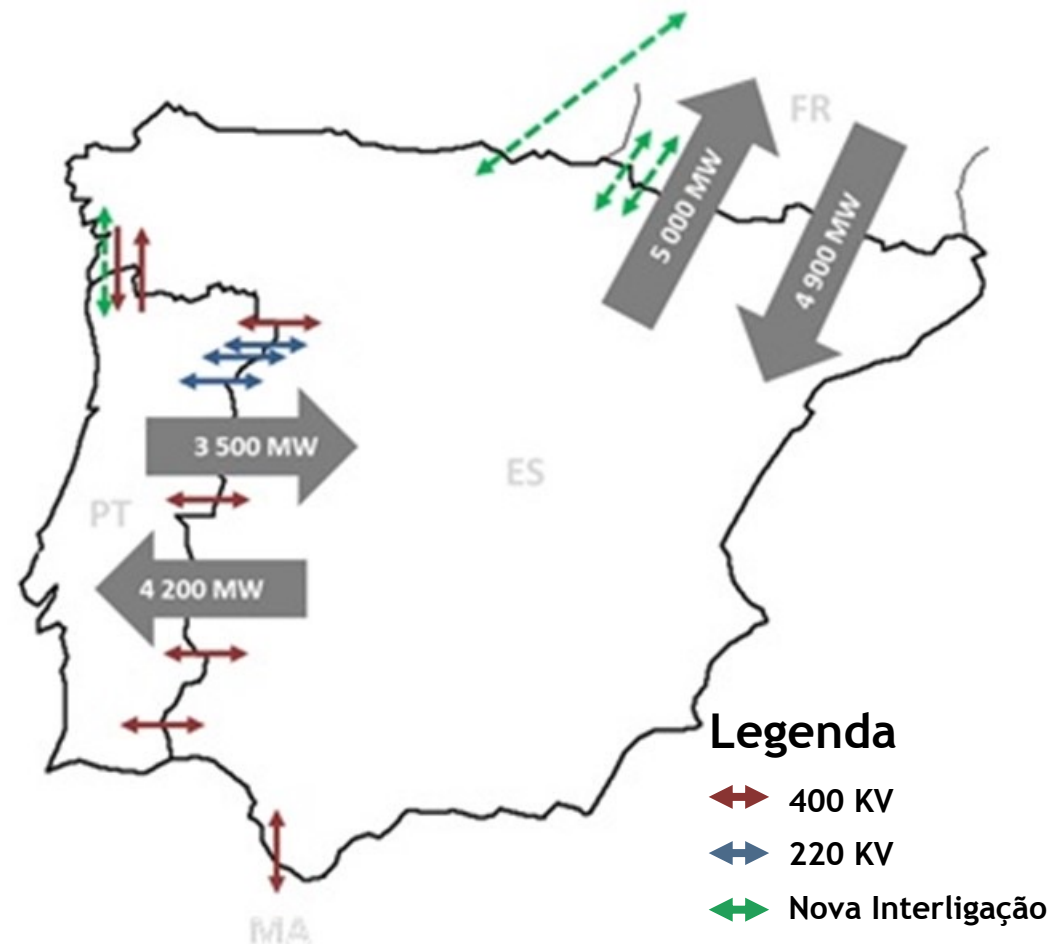 FR
5 000 MW
4 900 MW
3 500 MW
ES
PT
4 200 MW
Legenda
400 KV
220 KV
Nova Interligação
MA